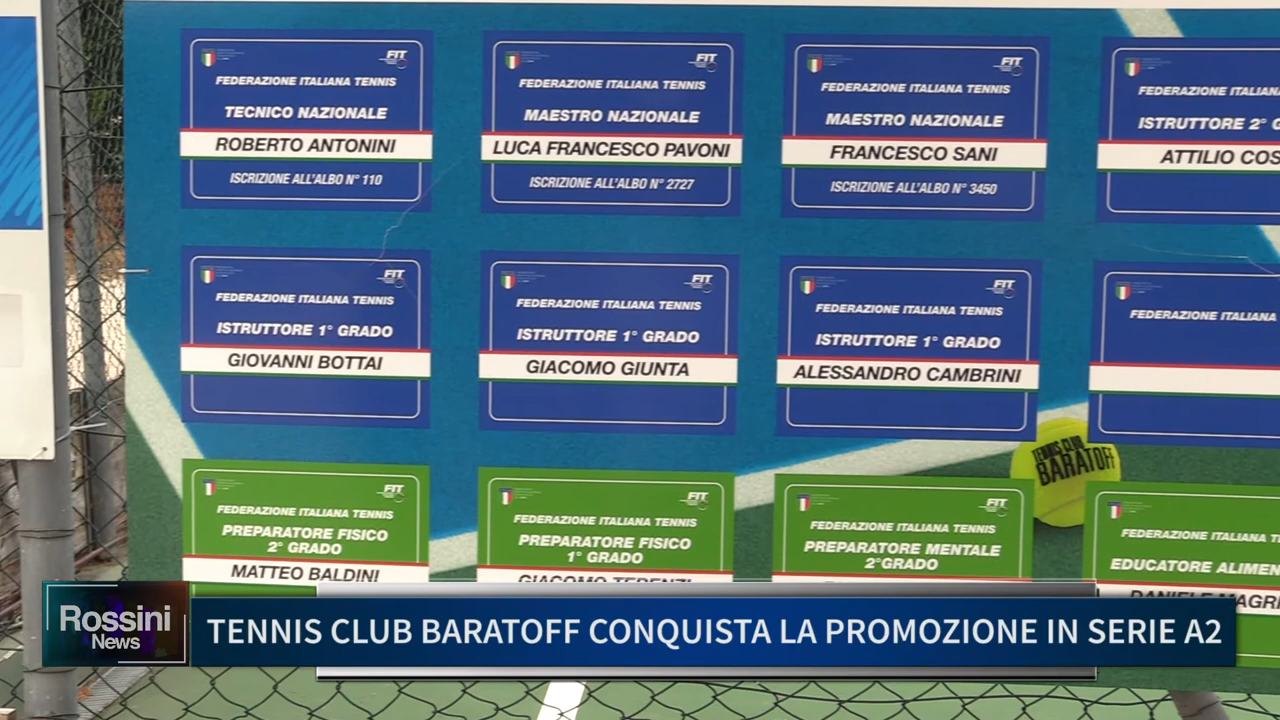 FIT
FEDERAZIONE ITALIANA TENNIS
TECNICO NAZIONALE
ROBERTO ANTONINI
ISCRIZIONE ALL'ALBO N° 110
FIT
FEDERAZIONE ITALIANA TENNIS
MAESTRO NAZIONALE
LUCA FRANCESCO PAVONI
ISCRIZIONE ALL'ALBO N° 2727
FIT
FEDERAZIONE ITALIANA TENNIS
MAESTRO NAZIONALE
FRANCESCO SANI
ISCRIZIONE ALL'ALBO N° 3450
FEDERAZIONE ITALIANA
ISTRUTTORE 2°
ATTILIO COS
FIT
FEDERAZIONE ITALIANA TENNIS
ISTRUTTORE 1° GRADO
GIOVANNI BOTTAI
FIT
FEDERAZIONE ITALIANA TENNIS
ISTRUTTORE 1° GRADO
GIACOMO GIUNTA
FIT
FEDERAZIONE ITALIANA TENNIS
ISTRUTTORE 1° GRADO
ALESSANDRO CAMBRINI
FEDERAZIONE ITALIANA
TENNIS CLUB
BARATOFF
FIT
FEDERAZIONE ITALIANA TENNIS
PREPARATORE FISICO
2° GRADO
MATTEO BALDINI
FIT
FEDERAZIONE ITALIANA TENNIS
PREPARATORE FISICO
1° GRADO
GIACOMO TERENZI
FIT
FEDERAZIONE ITALIANA TENNIS
PREPARATORE MENTALE
2°GRADO
FEDERAZIONE ITALIANA
EDUCATORE ALIMEN
DANIELE MAGRI
Rossini
News
TENNIS CLUB BARATOFF CONQUISTA LA PROMOZIONE IN SERIE A2